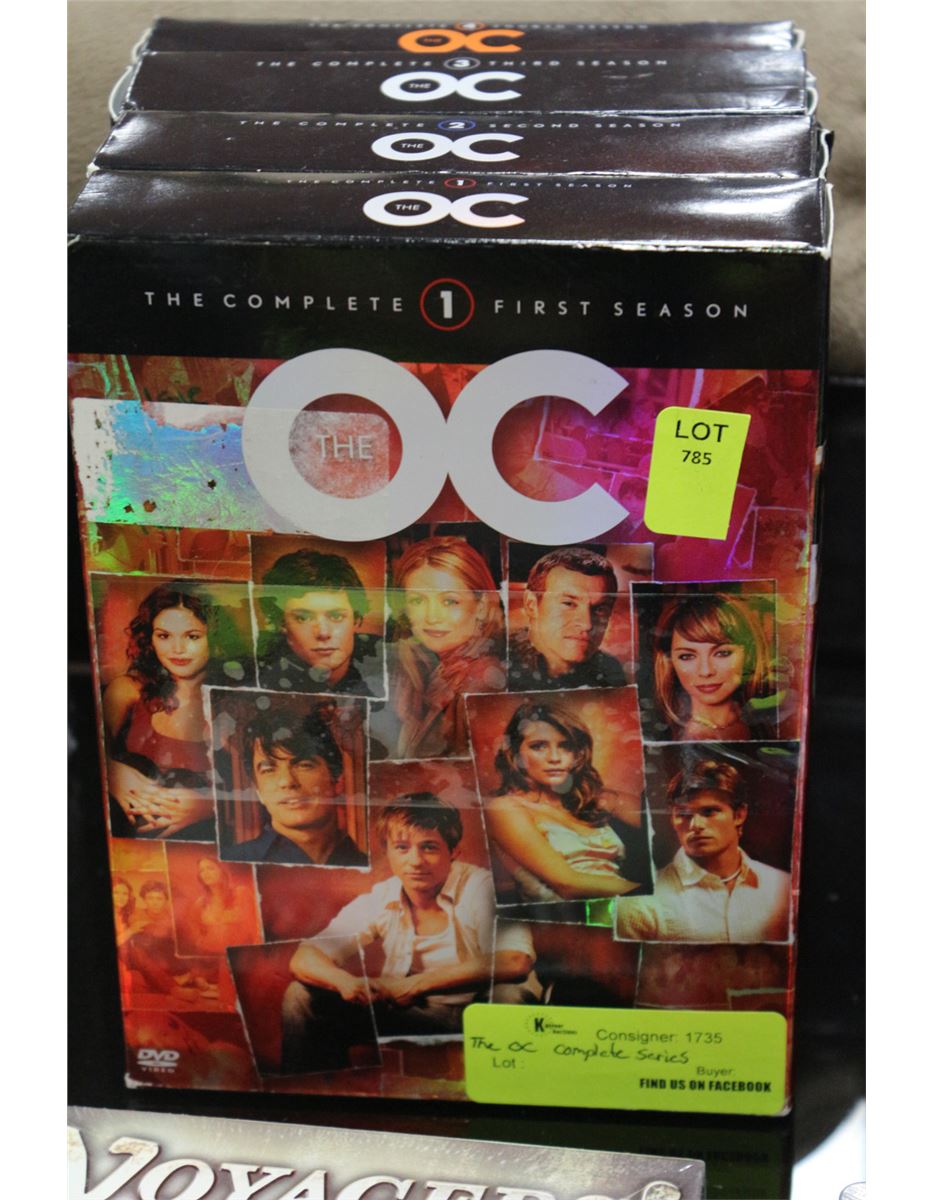 THE COMPLETE 4 FOURTH SEASON
THE OC
THE COMPLETE 3 THIRD SEASON
THE OC
THE COMPLETE 2 SECOND SEASON
THE OC
THE COMPLETE 1 FIRST SEASON
THE OC
THE COMPLETE 1 FIRST SEASON
THE OC
LOT
785
DVD
VIDEO
Consigner: 1735
The OC complete series
Lot :
Buyer:
FIND US ON FACEBOOK
VOYAGERS